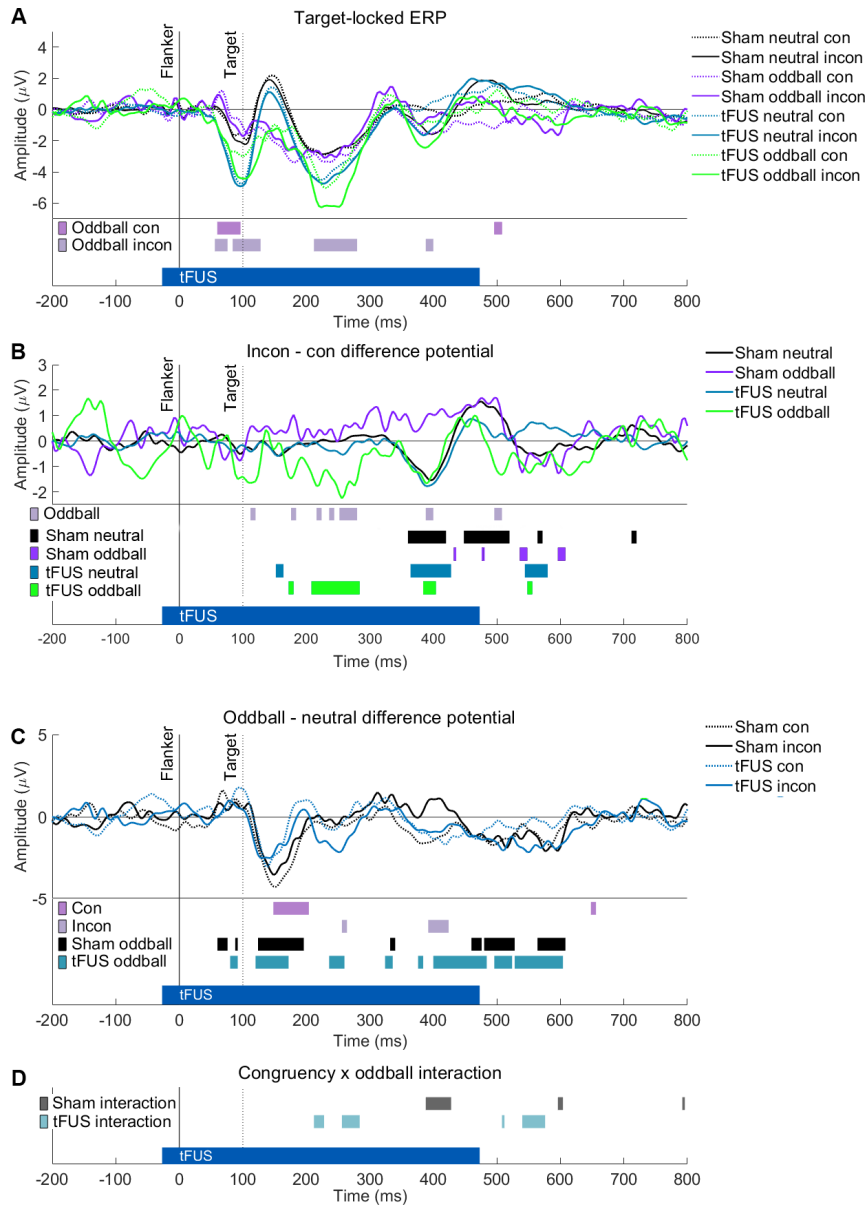 A
Target-locked ERP
Flanker
Target
Sham neutral con
Sham neutral incon
Sham oddball con
Sham oddball incon
tFUS neutral con
tFUS neutral incon
tFUS oddball con
tFUS oddball incon
Amplitude (μV)
4
2
0
-2
-4
-6
Oddball con
Oddball incon
tFUS
-200 -100 0 100 200 300 400 500 600 700 800
Time (ms)
B
Incon - con difference potential
Flanker
Target
Sham neutral
Sham oddball
tFUS neutral
tFUS oddball
Amplitude (μV)
3
2
1
0
-1
-2
Oddball
Sham neutral
Sham oddball
tFUS neutral
tFUS oddball
tFUS
-200 -100 0 100 200 300 400 500 600 700 800
Time (ms)
C
Oddball - neutral difference potential
Flanker
Target
Sham con
Sham incon
tFUS con
tFUS incon
Amplitude (μV)
5
0
-5
Con
Incon
Sham oddball
tFUS oddball
tFUS
-200 -100 0 100 200 300 400 500 600 700 800
Time (ms)
D
Congruency x oddball interaction
Sham interaction
tFUS interaction
tFUS
-200 -100 0 100 200 300 400 500 600 700 800
Time (ms)